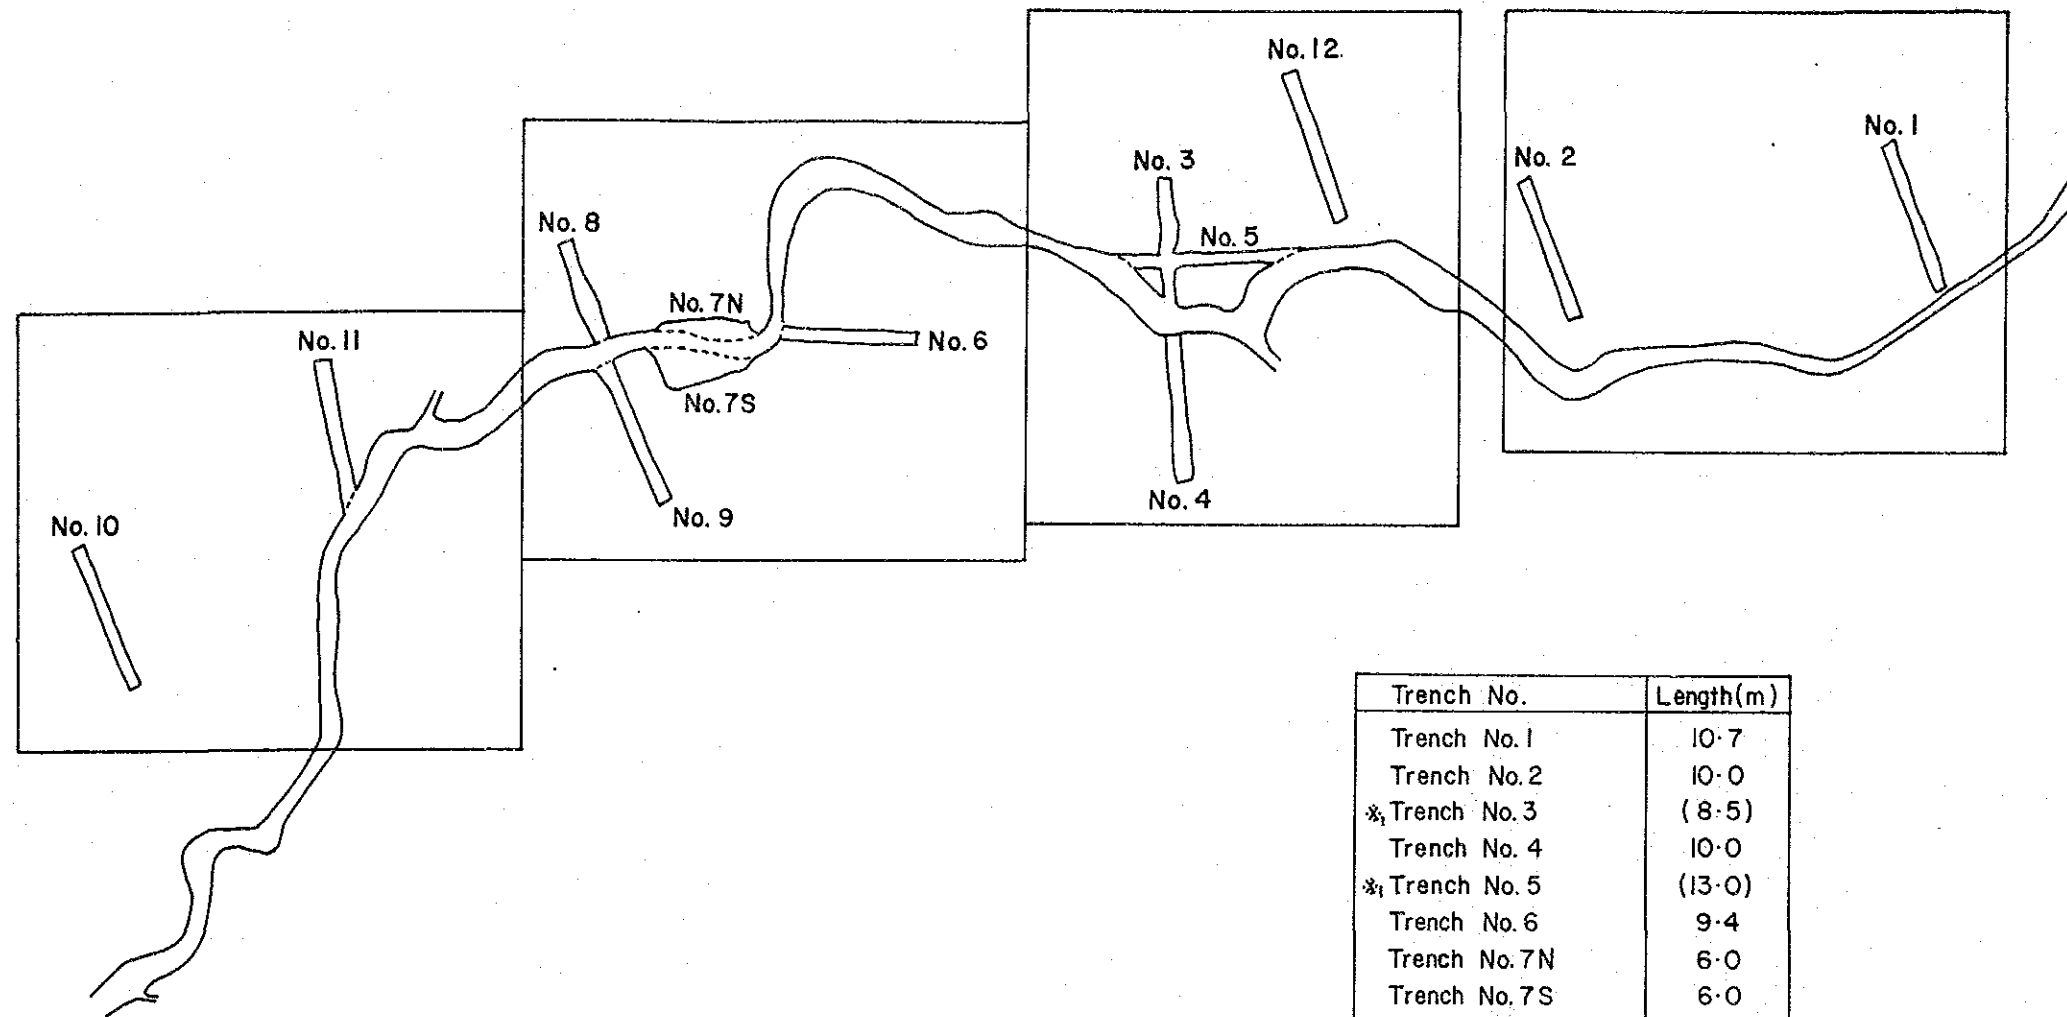 No. 12
No. 1
No. 2
No. 3
No. 8
No. 5
No. 7N
No. 11
No. 6
No. 7S
No. 4
No. 9
No. 10
Trench No. Length(m)
Trench No. 1 10·7
Trench No. 2 10·0
※1 Trench No. 3 (8·5)
Trench No. 4 10·0
※1 Trench No. 5 (13·0)
Trench No. 6 9·4
Trench No. 7N 6·0
Trench No. 7S 6·0